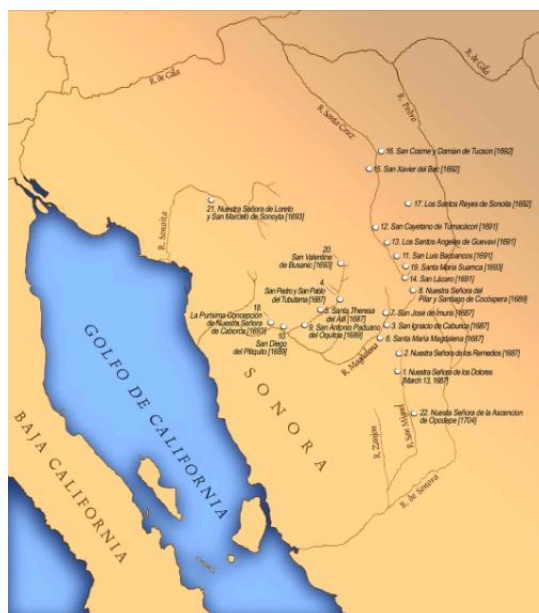 R. de Gila
R. de Gila
R. Santa Cruz
R. Pedro
16. San Cosme y Damian de Tucson [1692]
15. San Xavier del Bac [1692]
17. Los Santos Reyes de Sonoita [1692]
21. Nuestra Señora de Loreto
y San Marcelo de Sonoyta [1693]
R. Sonoita
12. San Cayetano de Tumacácori [1691]
13. Los Santos Angeles de Guevavi [1691]
20.
San Valentine
de Busanic [1693]
11. San Luis Bacoancos [1691]
19. Santa Maria Suamca [1693]
14. San Lázaro [1691]
4.
San Pedro y San Pablo
del Tubutama [1687]
8. Nuestra Señora del
Pilar y Santiago de Cocóspera [1689]
18.
La Purisima Concepción
de Nuestra Señora
de Caborca [1693]
5. Santa Theresa
del Atil [1687]
7. San José de Imuris [1687]
9. San Antonio Paduano
del Oquitoa [1689]
3. San Ignacio de Caburica [1687]
10.
San Diego
del Pitiquito [1689]
6. Santa Maria Magdalena [1687]
R. Magdalena
2. Nuestra Señora de los Remedios [1687]
1. Nuestra Señora de los Dolores
[March 13, 1687]
22. Nuestra Señora de la Ascencion
de Opodepe [1704]
R. Zanjón
R. San Miguel
R. de Sonora
SONORA
GOLFO DE CALIFORNIA
BAJA CALIFORNIA